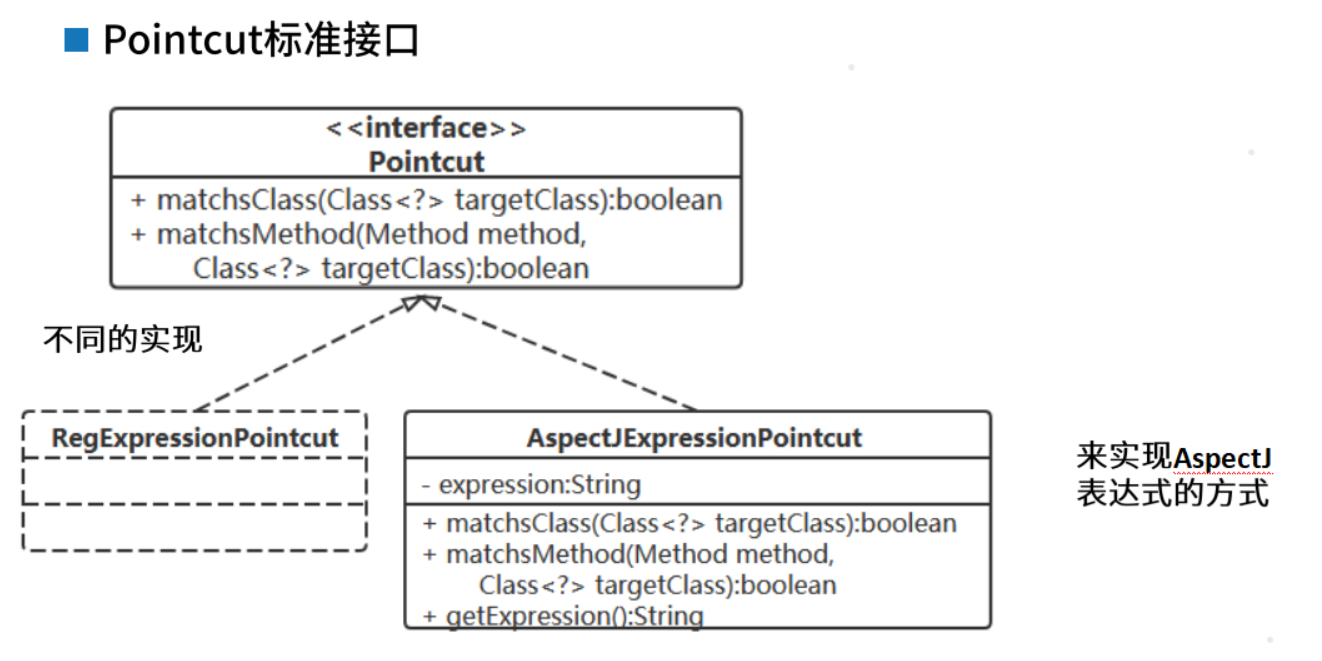 Pointcut标准接口
<<interface>>
Pointcut
+ matchsClass(Class<?> targetClass):boolean
+ matchsMethod(Method method,
Class<?> targetClass):boolean
不同的实现
RegExpressionPointcut
AspectJExpressionPointcut
- expression:String
+ matchsClass(Class<?> targetClass):boolean
+ matchsMethod(Method method,
Class<?> targetClass):boolean
+ getExpression():String
来实现AspectJ
表达式的方式